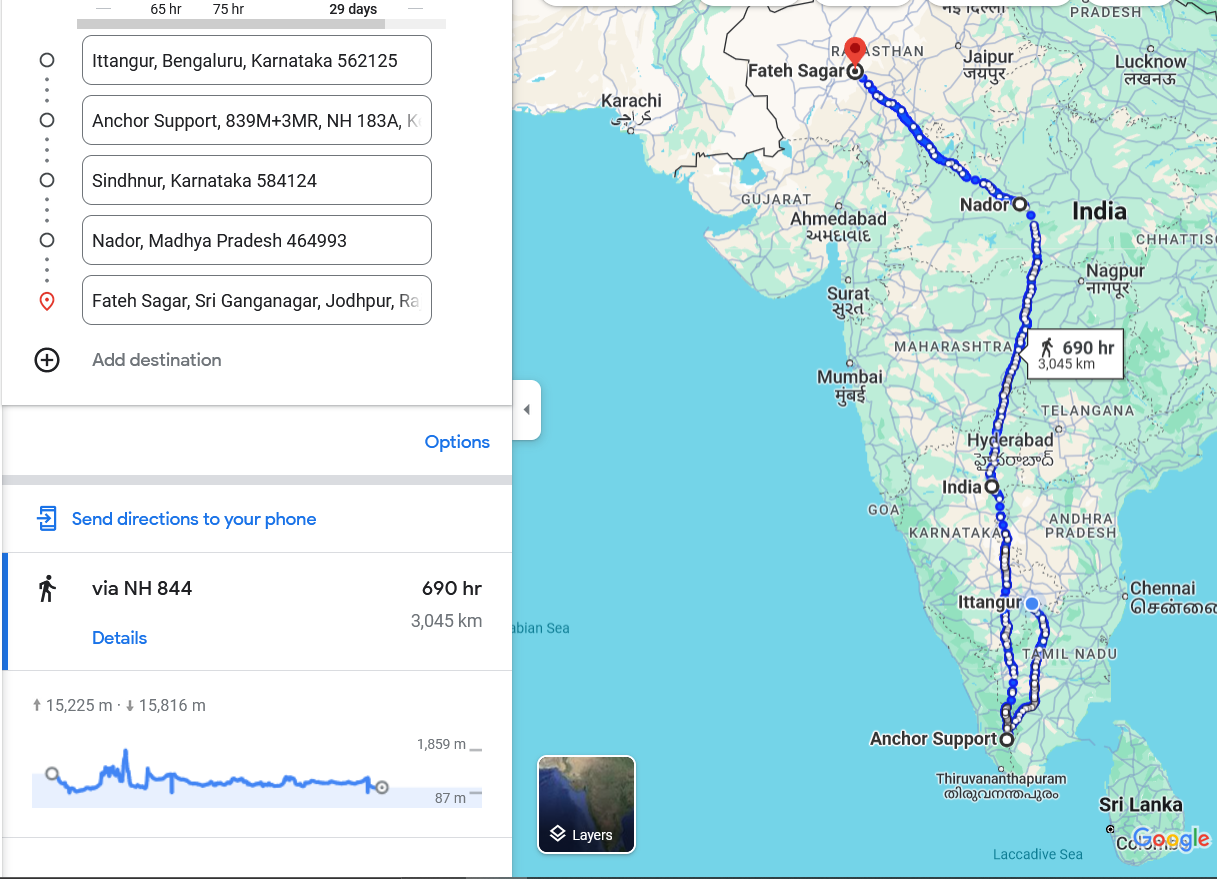 65 hr 75 hr 29 days
Ittangur, Bengaluru, Karnataka 562125
Anchor Support, 839M+3MR, NH 183A,
Sindhnur, Karnataka 584124
Nador, Madhya Pradesh 464993
Fateh Sagar, Sri Ganganagar, Jodhpur, Ra
Add destination
Options
Send directions to your phone
via NH 844 690 hr
3,045 km
Details
15,225 m · 15,816 m
1,859 m
87 m
PRADESH
RAJASTHAN
Jaipur
जयपुर
Lucknow
लखनऊ
Fateh Sagar
Karachi
کراچی
GUJARAT
Ahmedabad
અમદાવાદ
Nador
India
CHHATTISG
Nagpur
नागपूर
Surat
સુરત
MAHARASHTRA
690 hr
3,045 km
Mumbai
मुंबई
TELANGANA
Hyderabad
హైదరాబాద్
India
GOA
KARNATAKA
ANDHRA
PRADESH
Chennai
சென்னை
Ittangur
abian Sea
TAMIL NADU
Anchor Support
Thiruvananthapuram
തിരുവനന്തപുരം
Sri Lanka
Layers
Google
Laccadive Sea